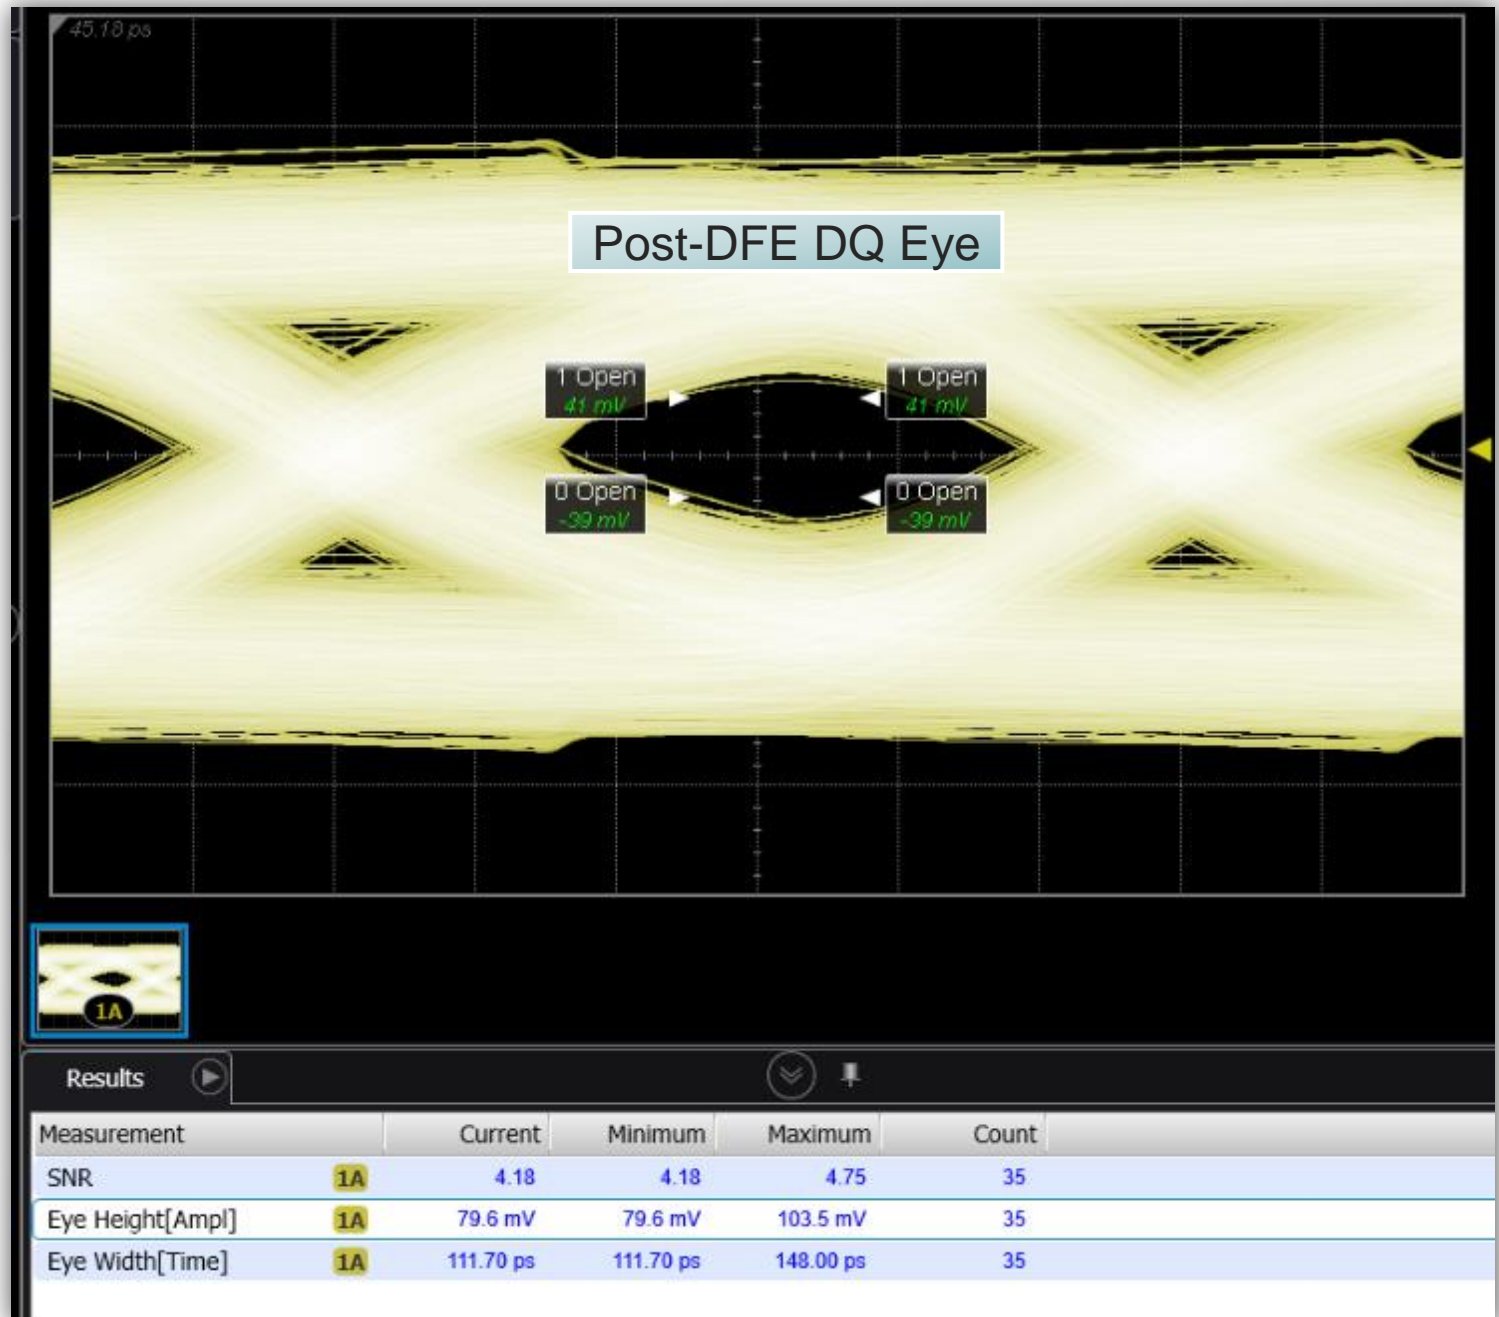 45.18 ps
Post-DFE DQ Eye
1 Open
41 mV
1 Open
41 mV
0 Open
-39 mV
0 Open
-39 mV
1A
Results
Measurement Current Minimum Maximum Count
SNR 1A 4.18 4.18 4.75 35
Eye Height[Ampl] 1A 79.6 mV 79.6 mV 103.5 mV 35
Eye Width[Time] 1A 111.70 ps 111.70 ps 148.00 ps 35